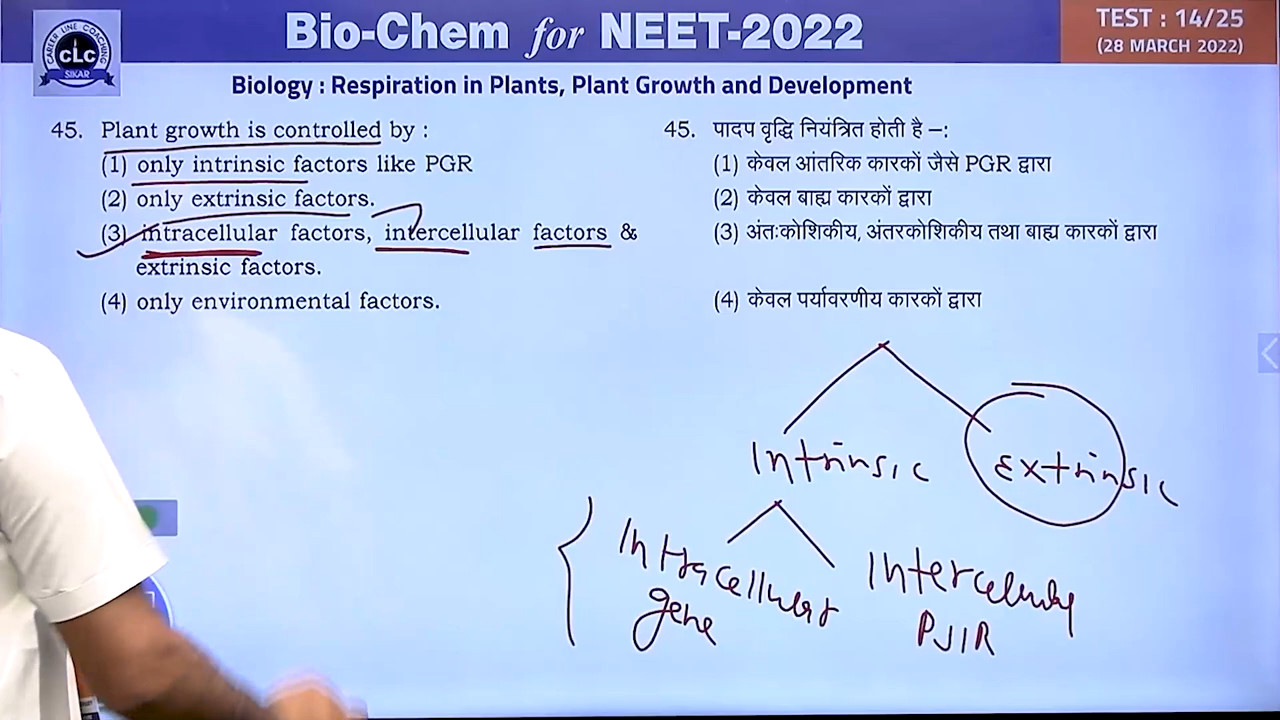 CAREER LINE COACHING
CLC
SIKAR
Bio-Chem for NEET-2022
TEST : 14/25
(28 MARCH 2022)
Biology : Respiration in Plants, Plant Growth and Development
45. Plant growth is controlled by :
(1) only intrinsic factors like PGR
(2) only extrinsic factors.
(3) intracellular factors, intercellular factors &
extrinsic factors.
(4) only environmental factors.
45. पादप वृद्धि नियंत्रित होती है –:
(1) केवल आंतरिक कारकों जैसे PGR द्वारा
(2) केवल बाह्य कारकों द्वारा
(3) अंतःकोशिकीय, अंतरकोशिकीय तथा बाह्य कारकों द्वारा
(4) केवल पर्यावरणीय कारकों द्वारा
Intrinsic Extrinsic
Intracellular
gene